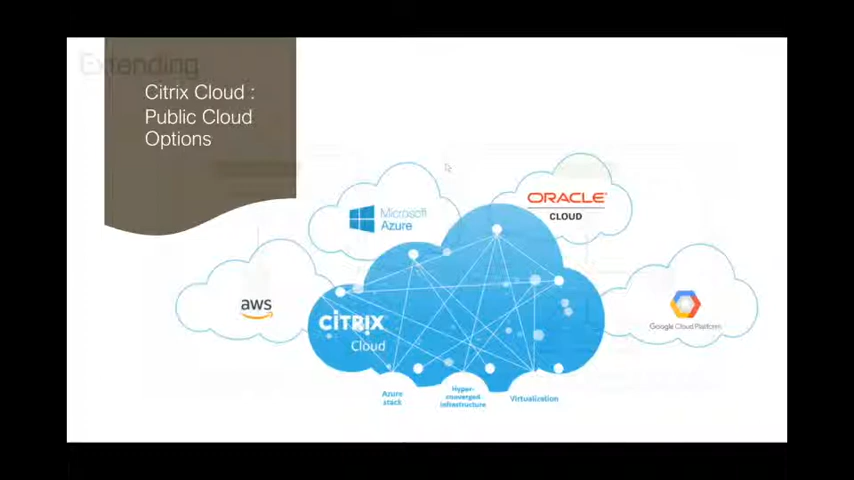 Extending
Citrix Cloud :
Public Cloud
Options
Microsoft
Azure
ORACLE
CLOUD
aws
CITRIX
Cloud
Google Cloud Platform
Azure
stack
Hyper-
converged
infrastructure
Virtualization